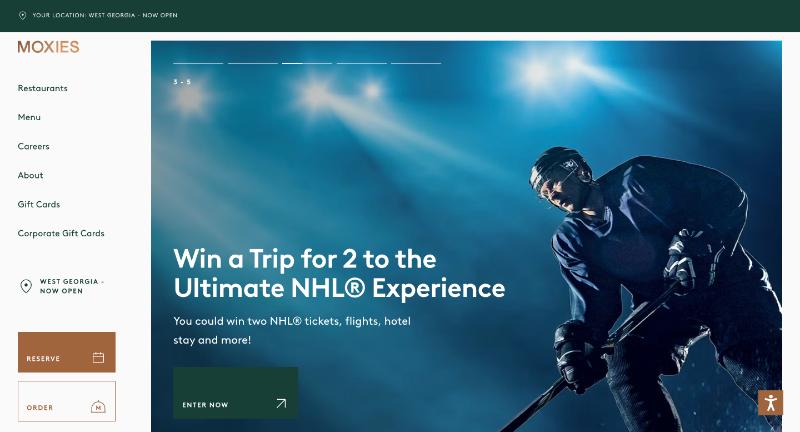 YOUR LOCATION: WEST GEORGIA - NOW OPEN
MOXIES
Restaurants
Menu
Careers
About
Gift Cards
Corporate Gift Cards
WEST GEORGIA -
NOW OPEN
RESERVE
ORDER
M
3 - 5
Win a Trip for 2 to the
Ultimate NHL® Experience
You could win two NHL® tickets, flights, hotel
stay and more!
ENTER NOW